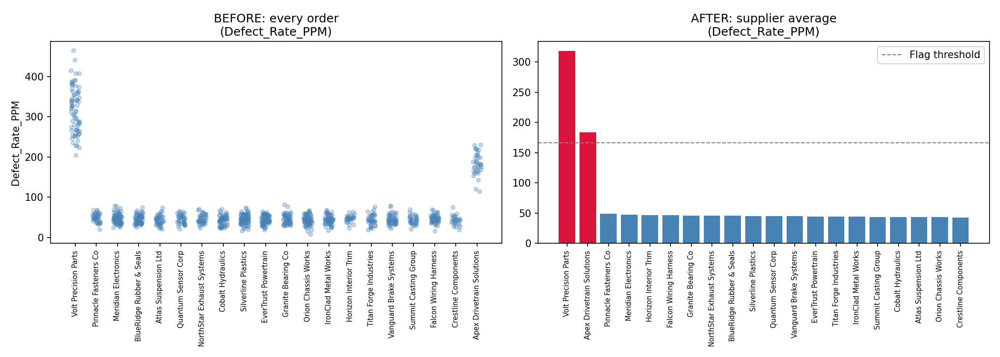 BEFORE: every order
(Defect_Rate_PPM)
Defect_Rate_PPM
400
300
200
100
0
Volt Precision Parts
Pinnacle Fasteners Co
Meridian Electronics
BlueRidge Rubber & Seals
Atlas Suspension Ltd
Quantum Sensor Corp
NorthStar Exhaust Systems
Cobalt Hydraulics
Silverline Plastics
EverTrust Powertrain
Granite Bearing Co
Orion Chassis Works
IronClad Metal Works
Horizon Interior Trim
Titan Forge Industries
Vanguard Brake Systems
Summit Casting Group
Falcon Wiring Harness
Crestline Components
Apex Drivetrain Solutions
AFTER: supplier average
(Defect_Rate_PPM)
Flag threshold
300
250
200
150
100
50
0
Volt Precision Parts
Apex Drivetrain Solutions
Pinnacle Fasteners Co
Meridian Electronics
Horizon Interior Trim
Falcon Wiring Harness
Granite Bearing Co
NorthStar Exhaust Systems
BlueRidge Rubber & Seals
Silverline Plastics
Quantum Sensor Corp
Vanguard Brake Systems
EverTrust Powertrain
Titan Forge Industries
IronClad Metal Works
Summit Casting Group
Cobalt Hydraulics
Atlas Suspension Ltd
Orion Chassis Works
Crestline Components